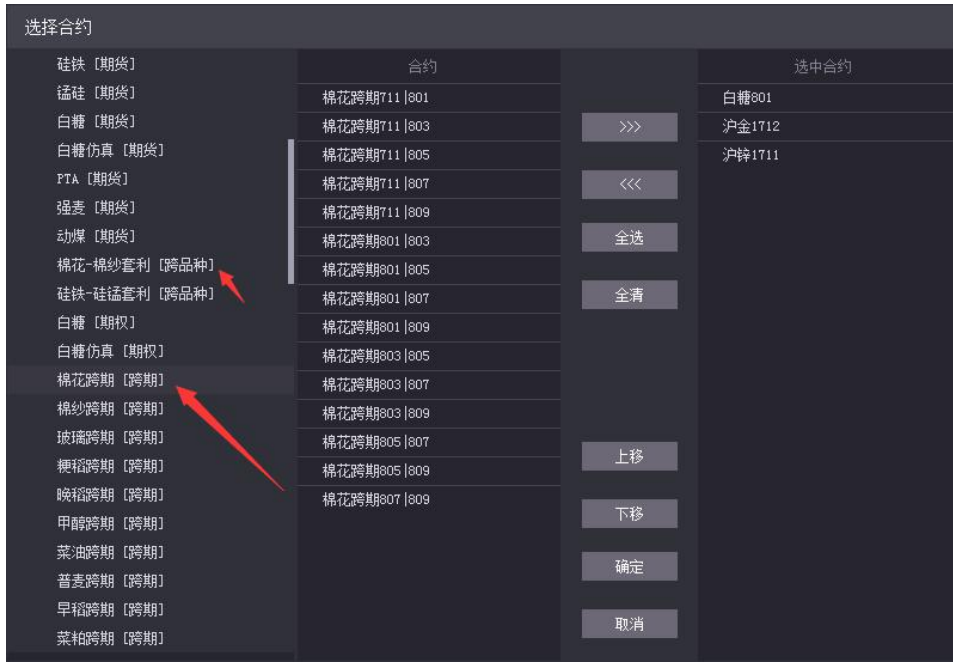 选择合约
硅铁 [期货]
锰硅 [期货]
白糖 [期货]
白糖仿真 [期货]
PTA [期货]
强麦 [期货]
动煤 [期货]
棉花-棉纱套利 [跨品种]
硅铁-硅锰套利 [跨品种]
白糖 [期权]
白糖仿真 [期权]
棉花跨期 [跨期]
棉纱跨期 [跨期]
玻璃跨期 [跨期]
粳稻跨期 [跨期]
晚稻跨期 [跨期]
甲醇跨期 [跨期]
菜油跨期 [跨期]
普麦跨期 [跨期]
早稻跨期 [跨期]
菜粕跨期 [跨期]
合约
棉花跨期711|801
棉花跨期711|803
棉花跨期711|805
棉花跨期711|807
棉花跨期711|809
棉花跨期801|803
棉花跨期801|805
棉花跨期801|807
棉花跨期801|809
棉花跨期803|805
棉花跨期803|807
棉花跨期803|809
棉花跨期805|807
棉花跨期805|809
棉花跨期807|809
>>>
<<<
全选
全清
上移
下移
确定
取消
选中合约
白糖801
沪金1712
沪锌1711